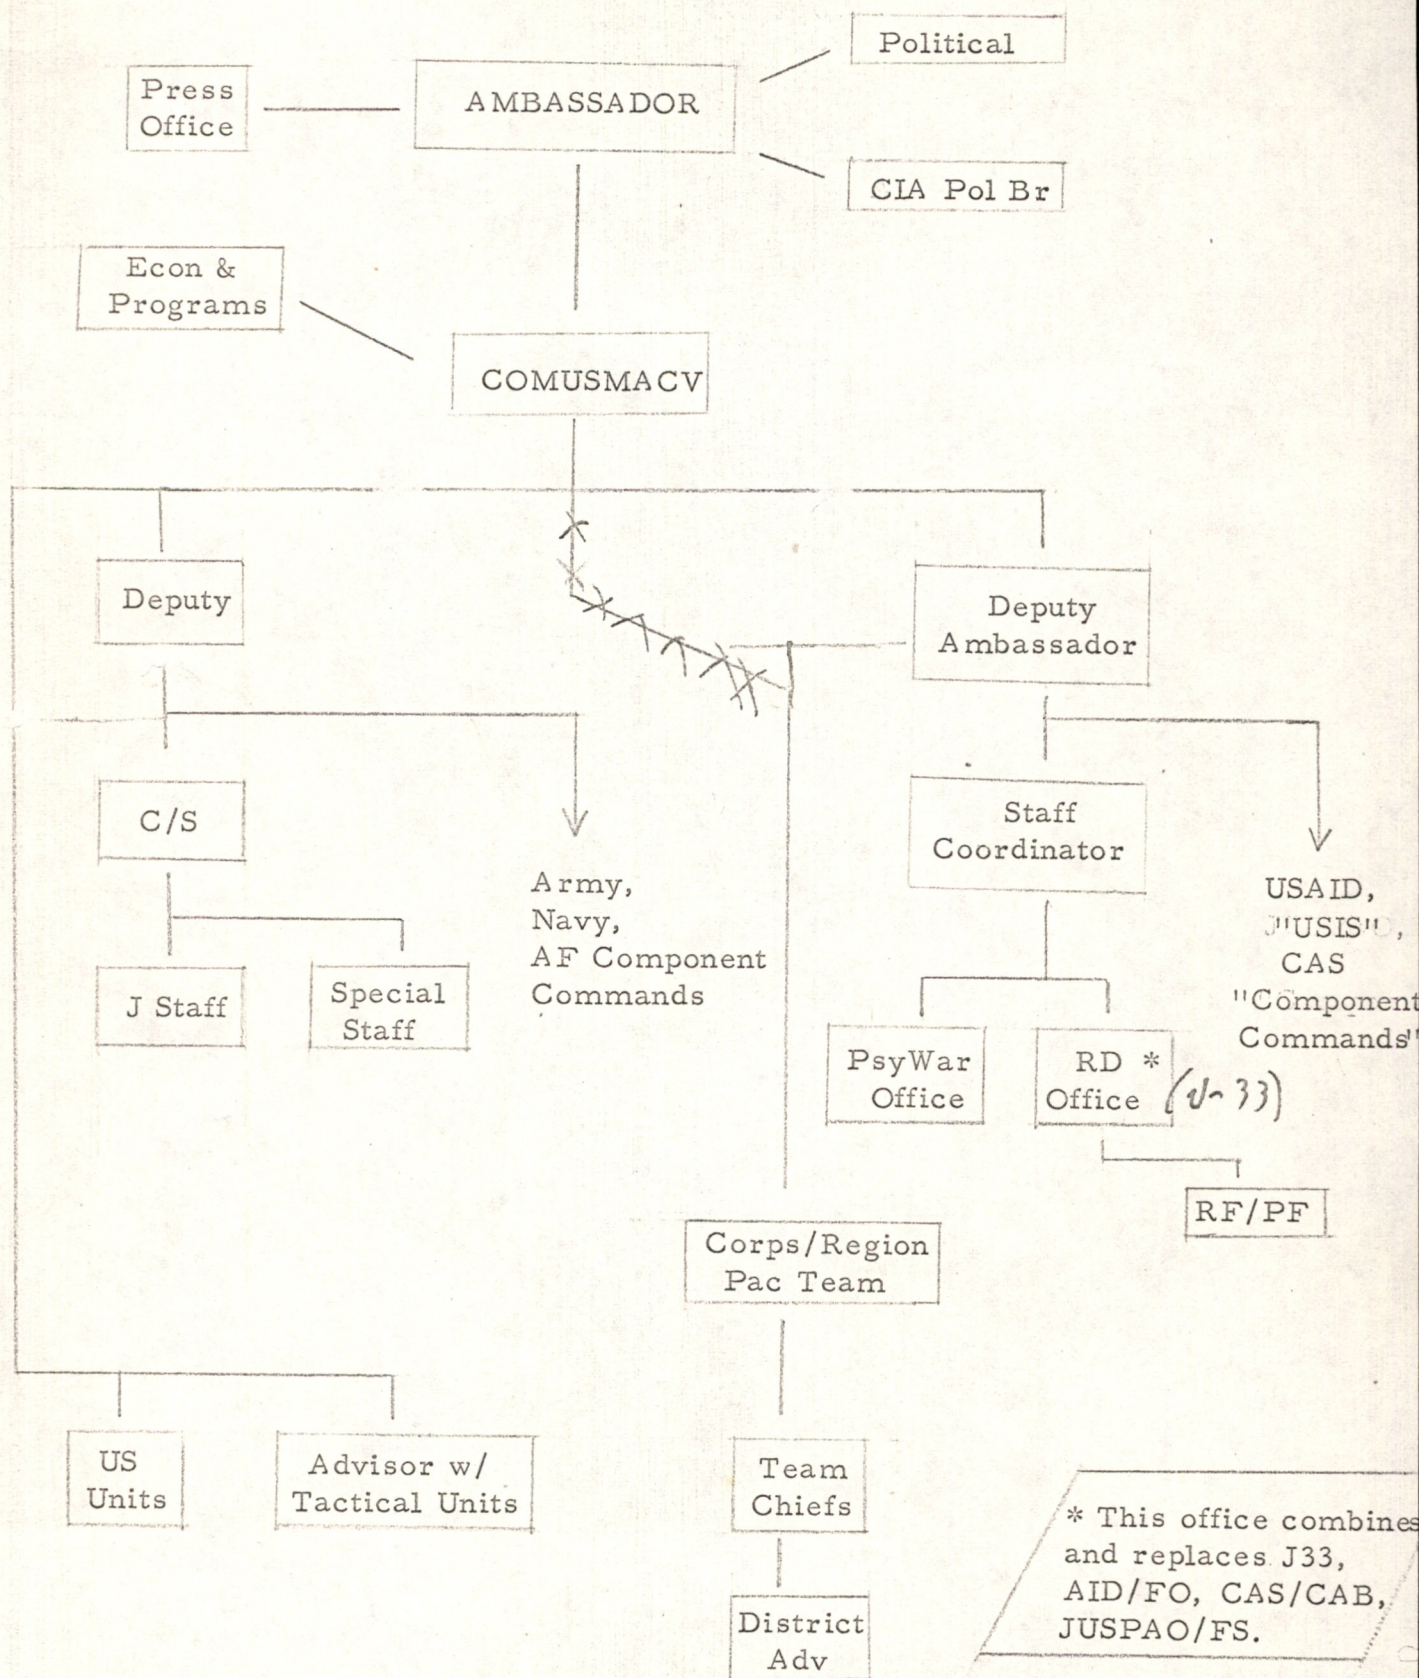 Political
Press
Office
AMBASSADOR
CIA Pol Br
Econ &
Programs
COMUSMACV
Deputy
Deputy
Ambassador
C/S
Staff
Coordinator
Army,
Navy,
AF Component
Commands
USAID,
"USIS",
CAS
"Component
Commands"
J Staff
Special
Staff
PsyWar
Office
RD *
Office (J-33)
RF/PF
Corps/Region
Pac Team
US
Units
Advisor w/
Tactical Units
Team
Chiefs
District
Adv
* This office combines
and replaces J33,
AID/FO, CAS/CAB,
JUSPAO/FS.